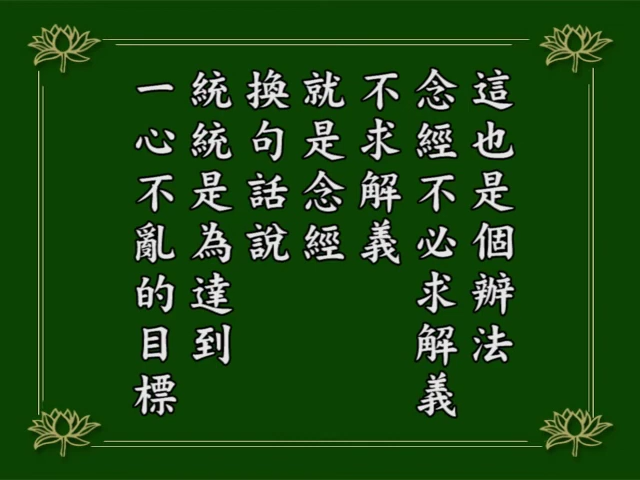 這也是個辦法
念經不必求解義
不求解義
就是念經
換句話說
統統是為達到
一心不亂的目標